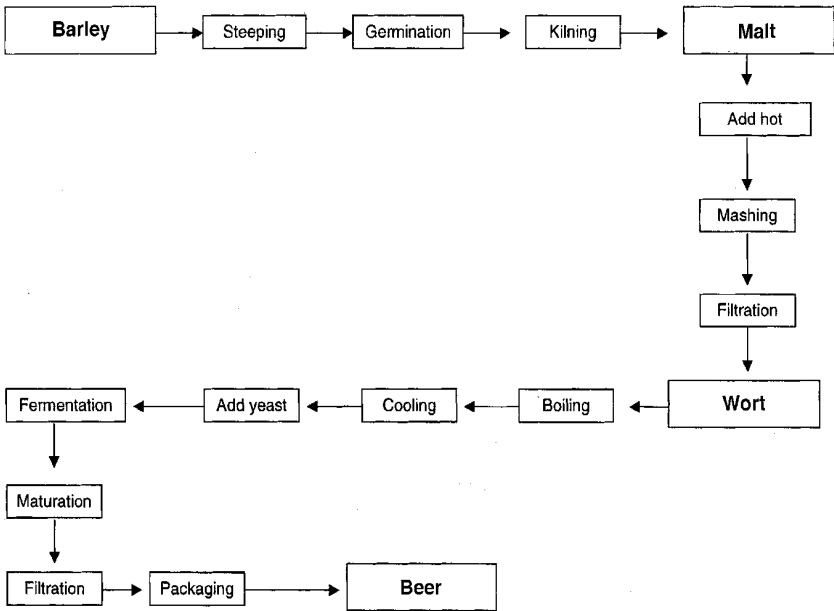 Barley
Steeping
Germination
Kilning
Malt
Add hot
Mashing
Filtration
Wort
Boiling
Cooling
Add yeast
Fermentation
Maturation
Filtration
Packaging
Beer